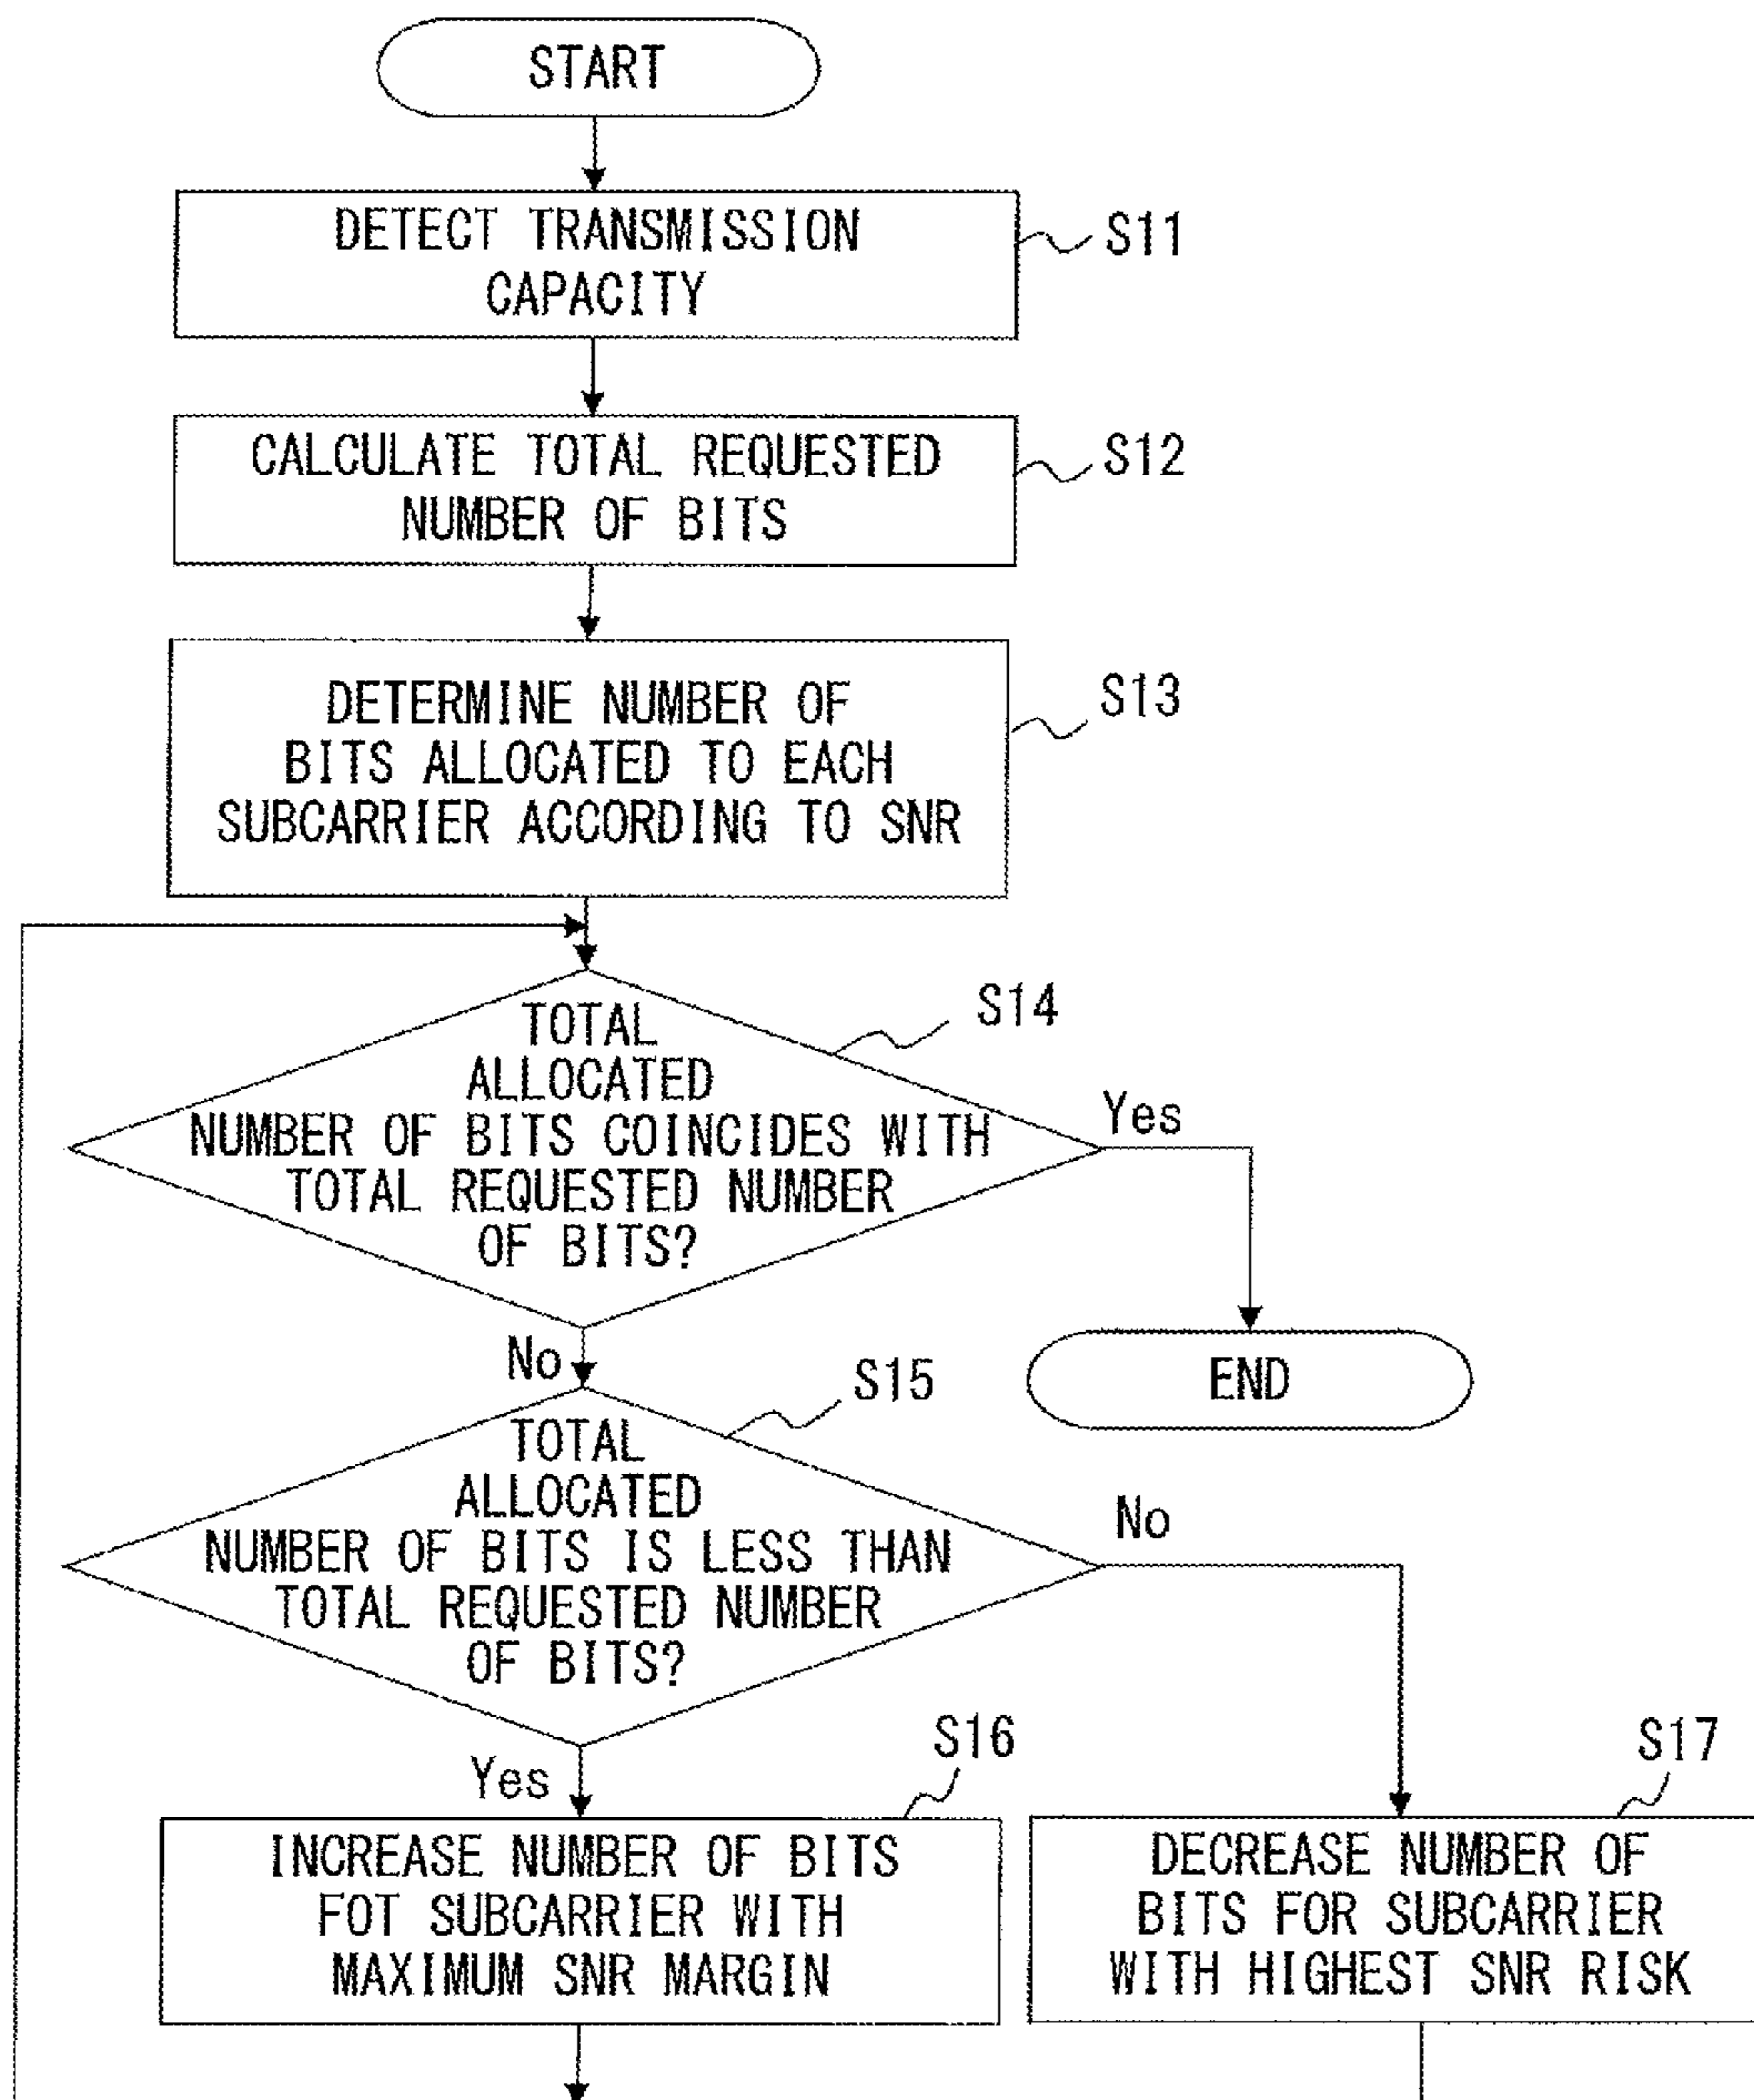 START
DETECT TRANSMISSION
CAPACITY
S11
CALCULATE TOTAL REQUESTED
NUMBER OF BITS
S12
DETERMINE NUMBER OF
BITS ALLOCATED TO EACH
SUBCARRIER ACCORDING TO SNR
S13
TOTAL
ALLOCATED
NUMBER OF BITS COINCIDES WITH
TOTAL REQUESTED NUMBER
OF BITS?
S14
Yes
No
END
TOTAL
ALLOCATED
NUMBER OF BITS IS LESS THAN
TOTAL REQUESTED NUMBER
OF BITS?
S15
No
Yes
INCREASE NUMBER OF BITS
FOT SUBCARRIER WITH
MAXIMUM SNR MARGIN
S16
DECREASE NUMBER OF
BITS FOR SUBCARRIER
WITH HIGHEST SNR RISK
S17